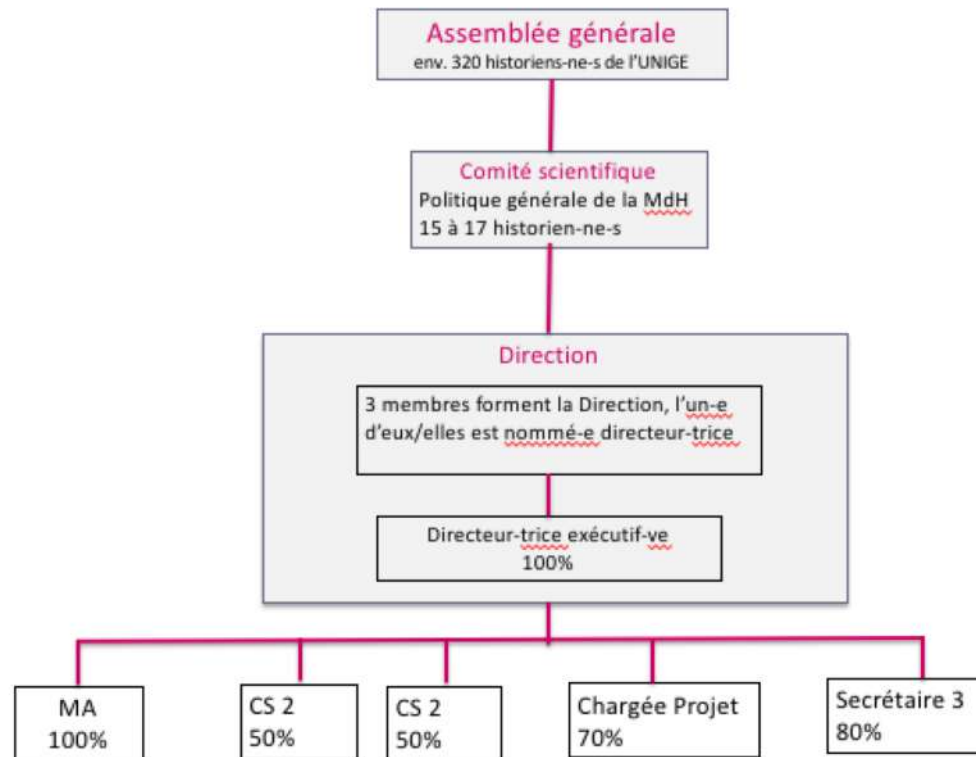 Assemblée générale
env. 320 historiens-ne-s de l'UNIGE
Comité scientifique
Politique générale de la MdH
15 à 17 historien-ne-s
Direction
3 membres forment la Direction, l'un-e
d'eux/elles est nommé-e directeur-trice
Directeur-trice exécutif-ve
100%
MA
100%
CS 2
50%
CS 2
50%
Chargée Projet
70%
Secrétaire 3
80%